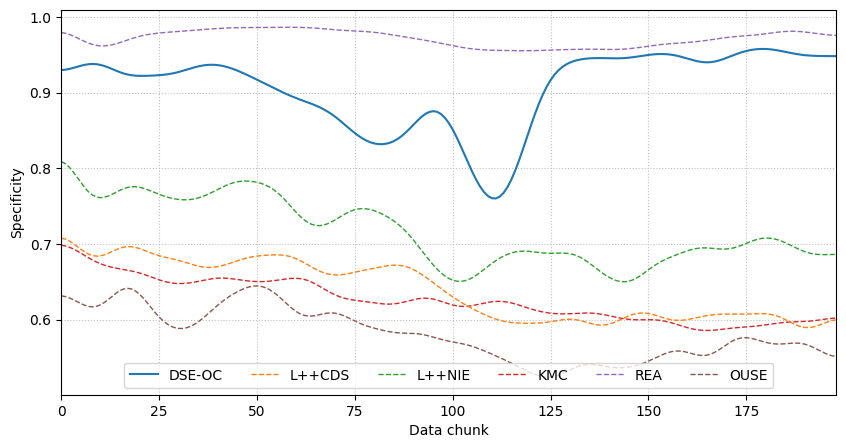 1.0
0.9
0.8
0.7
0.6
Specificity
0 25 50 75 100 125 150 175
Data chunk
DSE-OC L++CDS L++NIE KMC REA OUSE